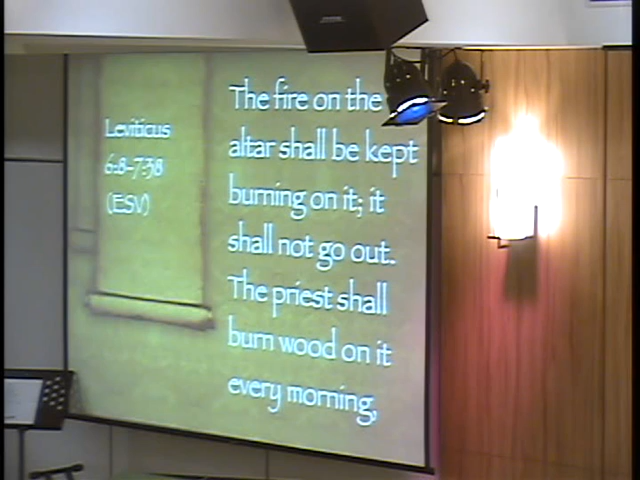 Leviticus
6:8-7:38
(ESV)
The fire on the
altar shall be kept
burning on it; it
shall not go out.
The priest shall
burn wood on it
every morning,